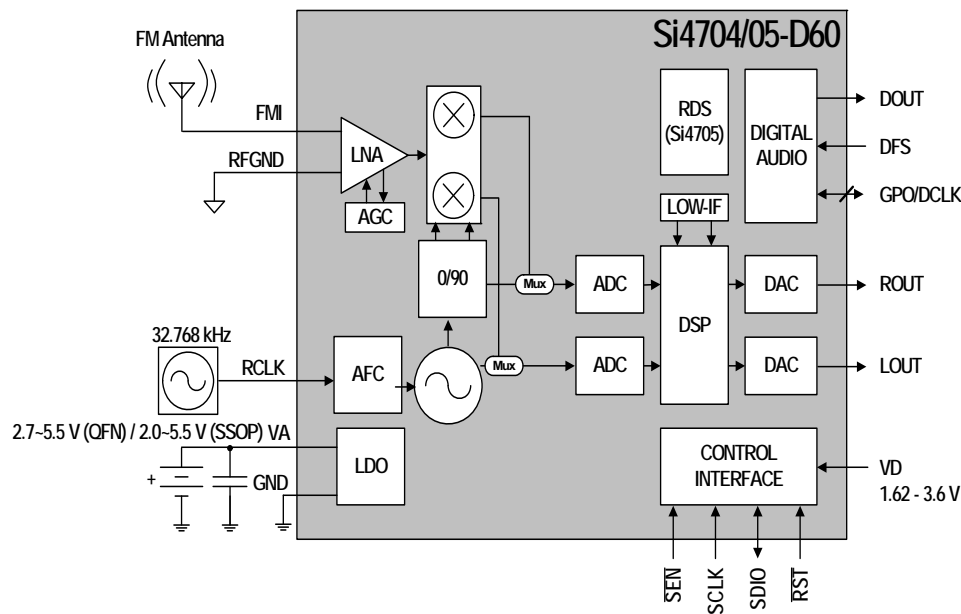 Si4704/05-D60
FM Antenna
FMI
RFGND
LNA
AGC
RDS
(Si4705)
DIGITAL
AUDIO
DOUT
DFS
GPO/DCLK
LOW-IF
0/90
Mux
ADC
DSP
DAC
ROUT
32.768 kHz
RCLK
AFC
Mux
ADC
DAC
LOUT
2.7~5.5 V (QFN) / 2.0~5.5 V (SSOP) VA
+
GND
LDO
CONTROL
INTERFACE
VD
1.62 - 3.6 V
SEN
SCLK
SDIO
RST